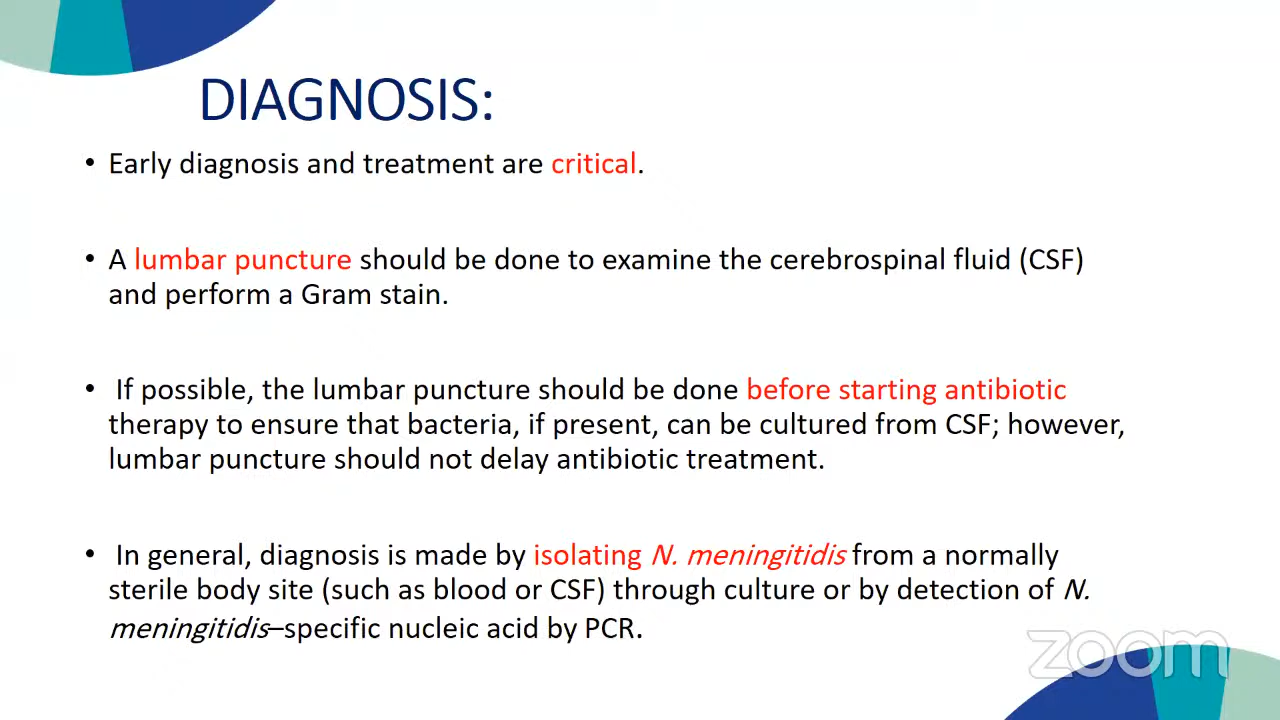 DIAGNOSIS:
• Early diagnosis and treatment are critical.
• A lumbar puncture should be done to examine the cerebrospinal fluid (CSF)
and perform a Gram stain.
• If possible, the lumbar puncture should be done before starting antibiotic
therapy to ensure that bacteria, if present, can be cultured from CSF; however,
lumbar puncture should not delay antibiotic treatment.
• In general, diagnosis is made by isolating N. meningitidis from a normally
sterile body site (such as blood or CSF) through culture or by detection of N.
meningitidis–specific nucleic acid by PCR.
zoom